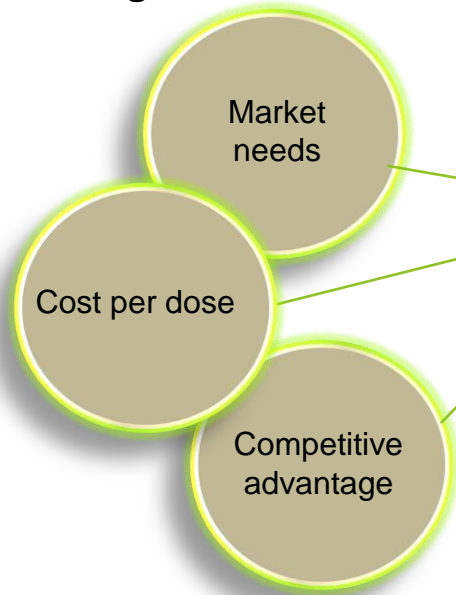 Market
needs
Cost per dose
Competitive
advantage